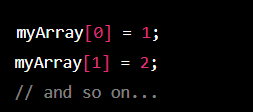 myArray[0] = 1;
myArray[1] = 2;
// and so on...